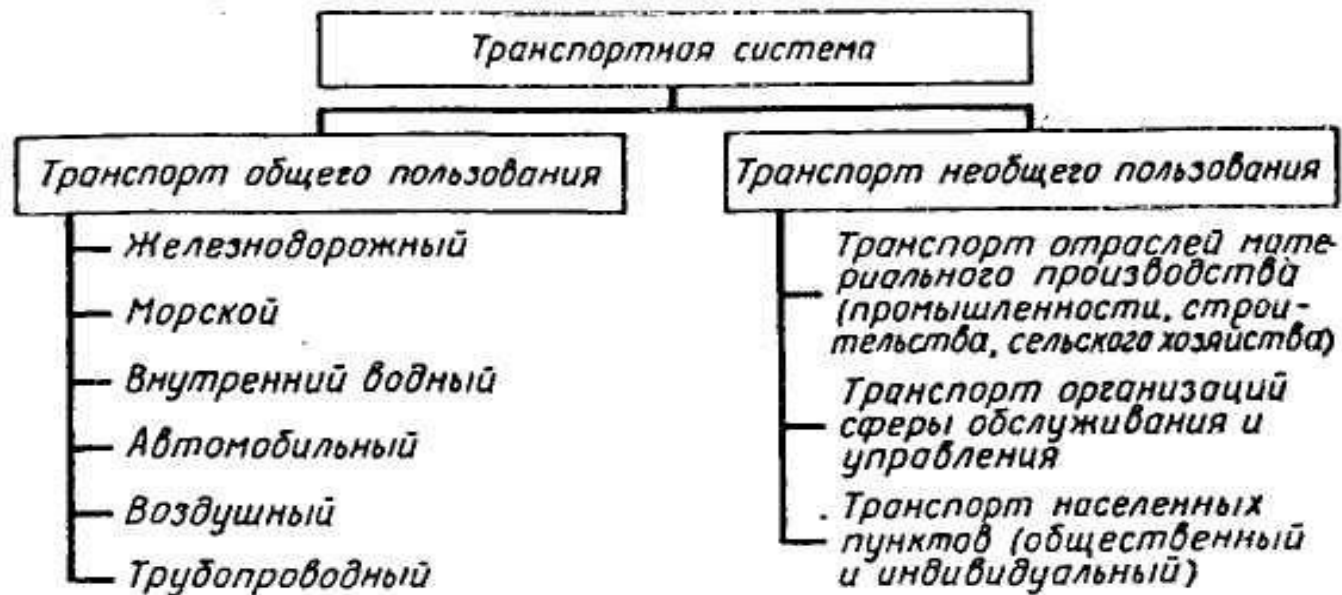 Транспортная система
Транспорт общего пользования
Железнодорожный
Морской
Внутренний водный
Автомобильный
Воздушный
Трубопроводный
Транспорт необщего пользования
Транспорт отраслей мате-
риального производства
(промышленности, строи-
тельства, сельского хозяйства)
Транспорт организаций
сферы обслуживания и
управления
Транспорт населенных
пунктов (общественный
и индивидуальный)